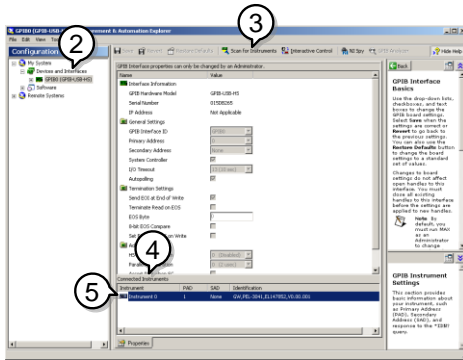 3
2
GPIB0 (GPIB-USB-H
t & Automation Explorer
File Edit View To
Configuration
Save Revert Restore Defaults Scan for Instruments Interactive Control NI Spy GPIB Analyzer Hide Help
My System
Devices and Interfaces
GPIB0 (GPIB-USB-HS)
Software
Remote Systems
GPIB Interface properties can only be changed by an Administrator.
Name Value
Interface Information
GPIB Hardware Model GPIB-USB-HS
Serial Number 01508265
IP Address Not Applicable
General Settings
GPIB Interface ID GPIB0
Primary Address 0
Secondary Address None
System Controller
I/O Timeout
Autopolling
Termination Settings
Send EOI at End of Write
Terminate Read on EOS
EOS Byte
8-bit EOS Compare
Set EOI on Write
4
0 (Disabled)
Connected Instruments
5
Instrument PAD SAD Identification
Instrument 0 1 None
Properties
Back
GPIB Interface
Basics
Use the drop-down lists,
checkboxes, and text
boxes to change the
GPIB board settings.
Select Save when the
settings are correct or
Revert to go back to
the previous settings.
You can also use the
Restore Defaults button
to change the board
settings to a standard
set of values.
Changes to board
settings do not affect
open handles to this
interface. You must
close all existing
handles to this interface
before the settings are
applied to new handles.
Note By
default, you
must run MAX
as an
Administrator
to change
GPIB Instrument
Settings
This section provides
basic information about
your instrument, such
as Primary Address
(PAD), Secondary
Address (SAD), and
response to the *IDN?
query.